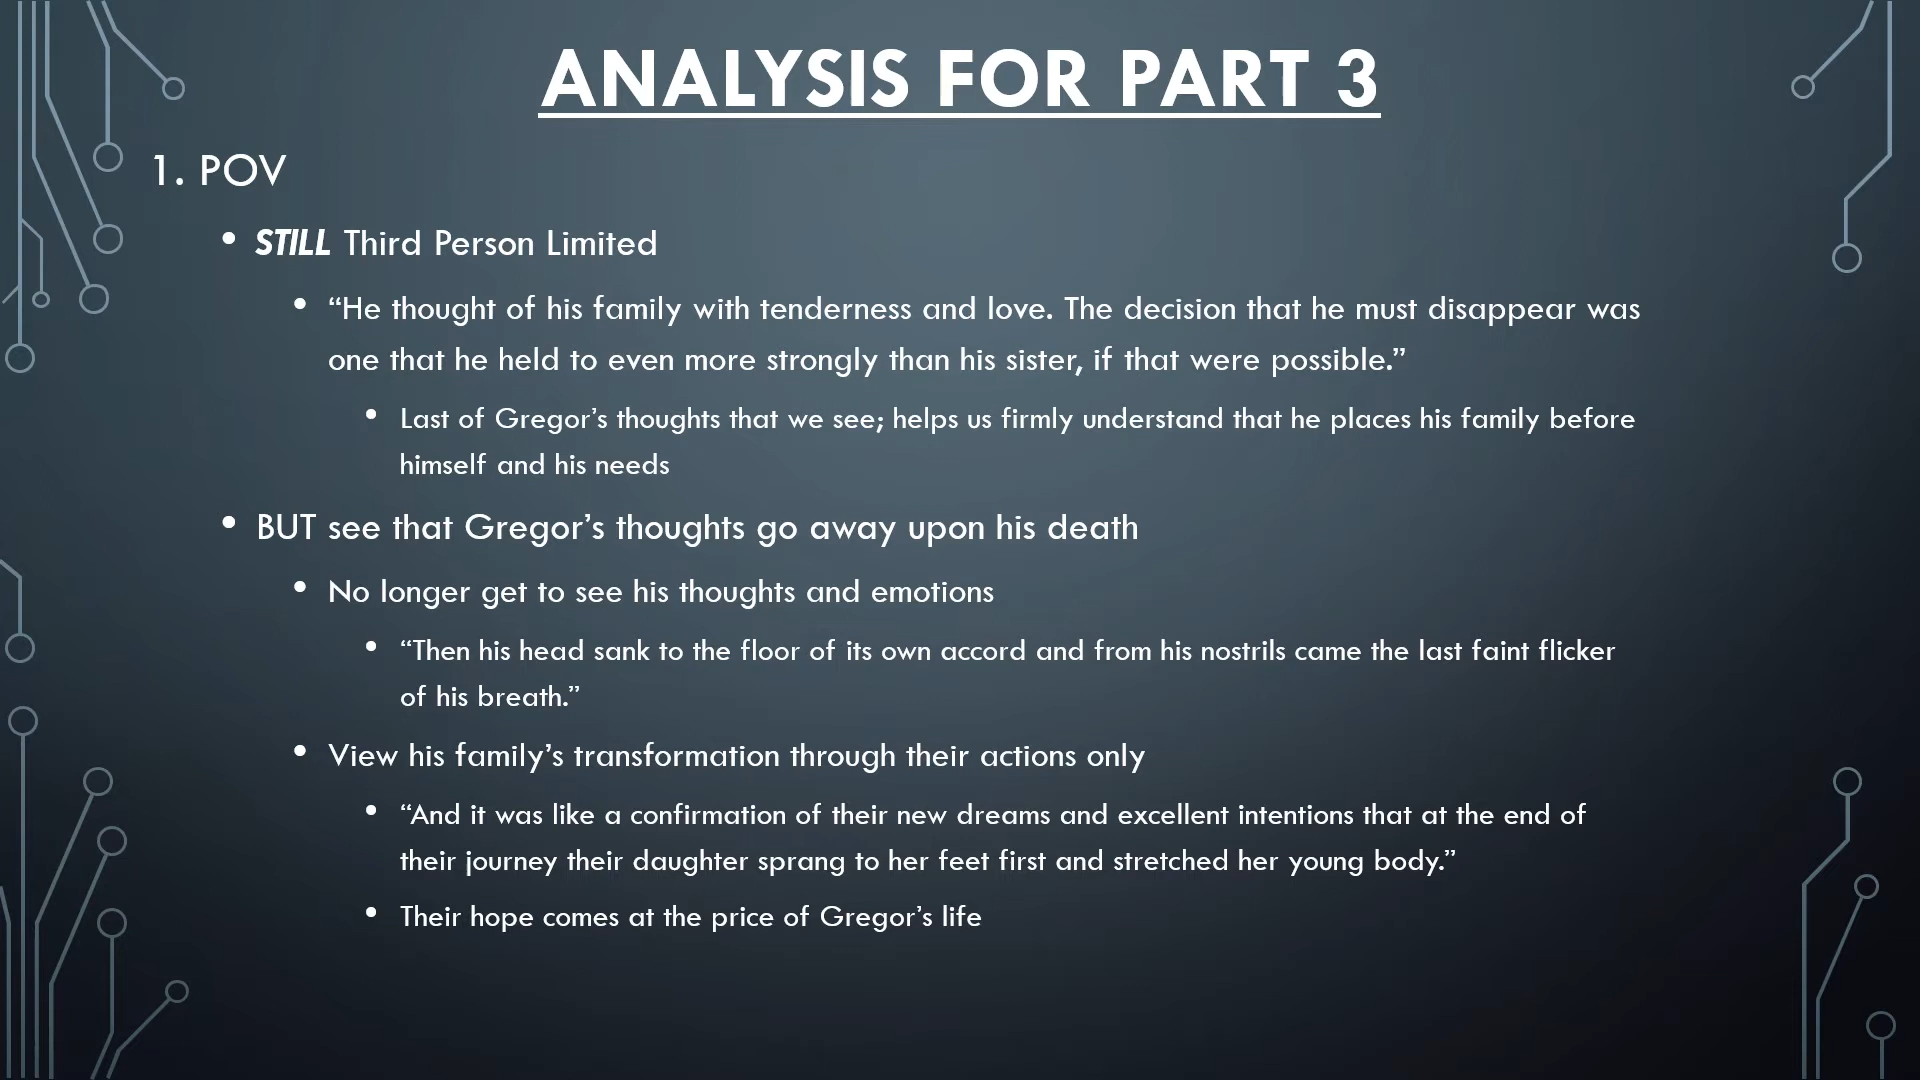 ANALYSIS FOR PART 3
1. POV
• STILL Third Person Limited
• “He thought of his family with tenderness and love. The decision that he must disappear was
one that he held to even more strongly than his sister, if that were possible.”
• Last of Gregor’s thoughts that we see; helps us firmly understand that he places his family before
himself and his needs
• BUT see that Gregor’s thoughts go away upon his death
• No longer get to see his thoughts and emotions
• “Then his head sank to the floor of its own accord and from his nostrils came the last faint flicker
of his breath.”
• View his family’s transformation through their actions only
• “And it was like a confirmation of their new dreams and excellent intentions that at the end of
their journey their daughter sprang to her feet first and stretched her young body.”
• Their hope comes at the price of Gregor’s life